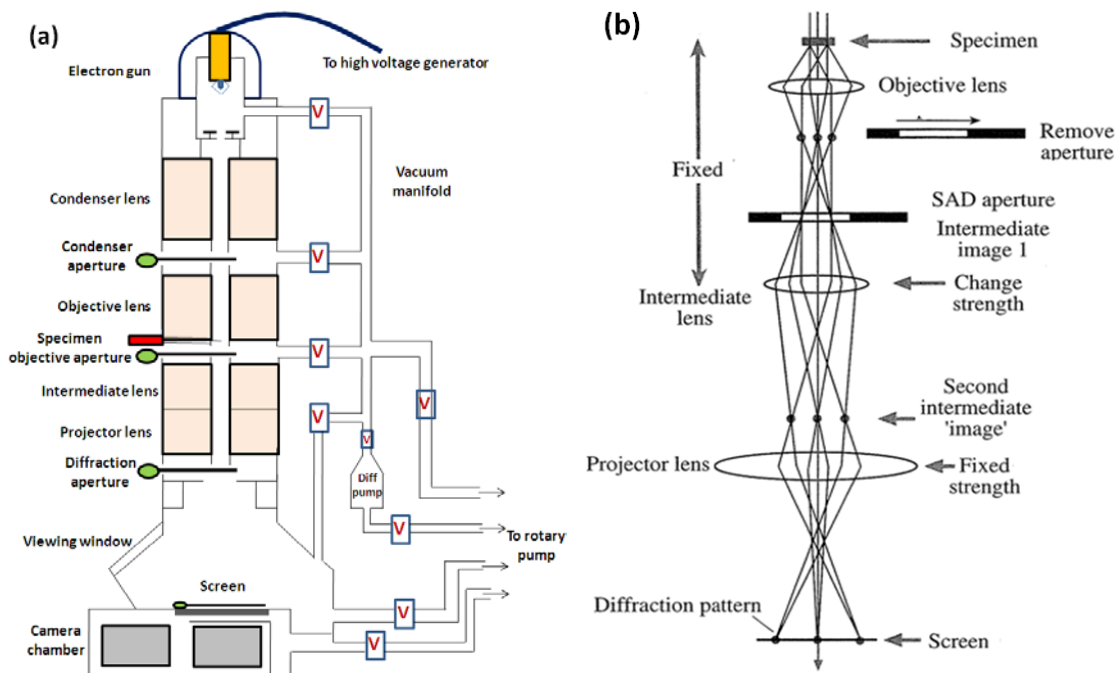 (a)
Electron gun
To high voltage generator
V
Vacuum
manifold
Condenser lens
Condenser
aperture
V
Objective lens
Specimen
objective aperture
V
Intermediate lens
V
V
V
Projector lens
Diffraction
aperture
Diff
pump
V
To rotary
pump
Viewing window
Screen
V
Camera
chamber
V
(b)
Specimen
Objective lens
Remove
aperture
Fixed
SAD aperture
Intermediate
image 1
Intermediate
lens
Change
strength
Second
intermediate
'image'
Projector lens
Fixed
strength
Diffraction pattern
Screen